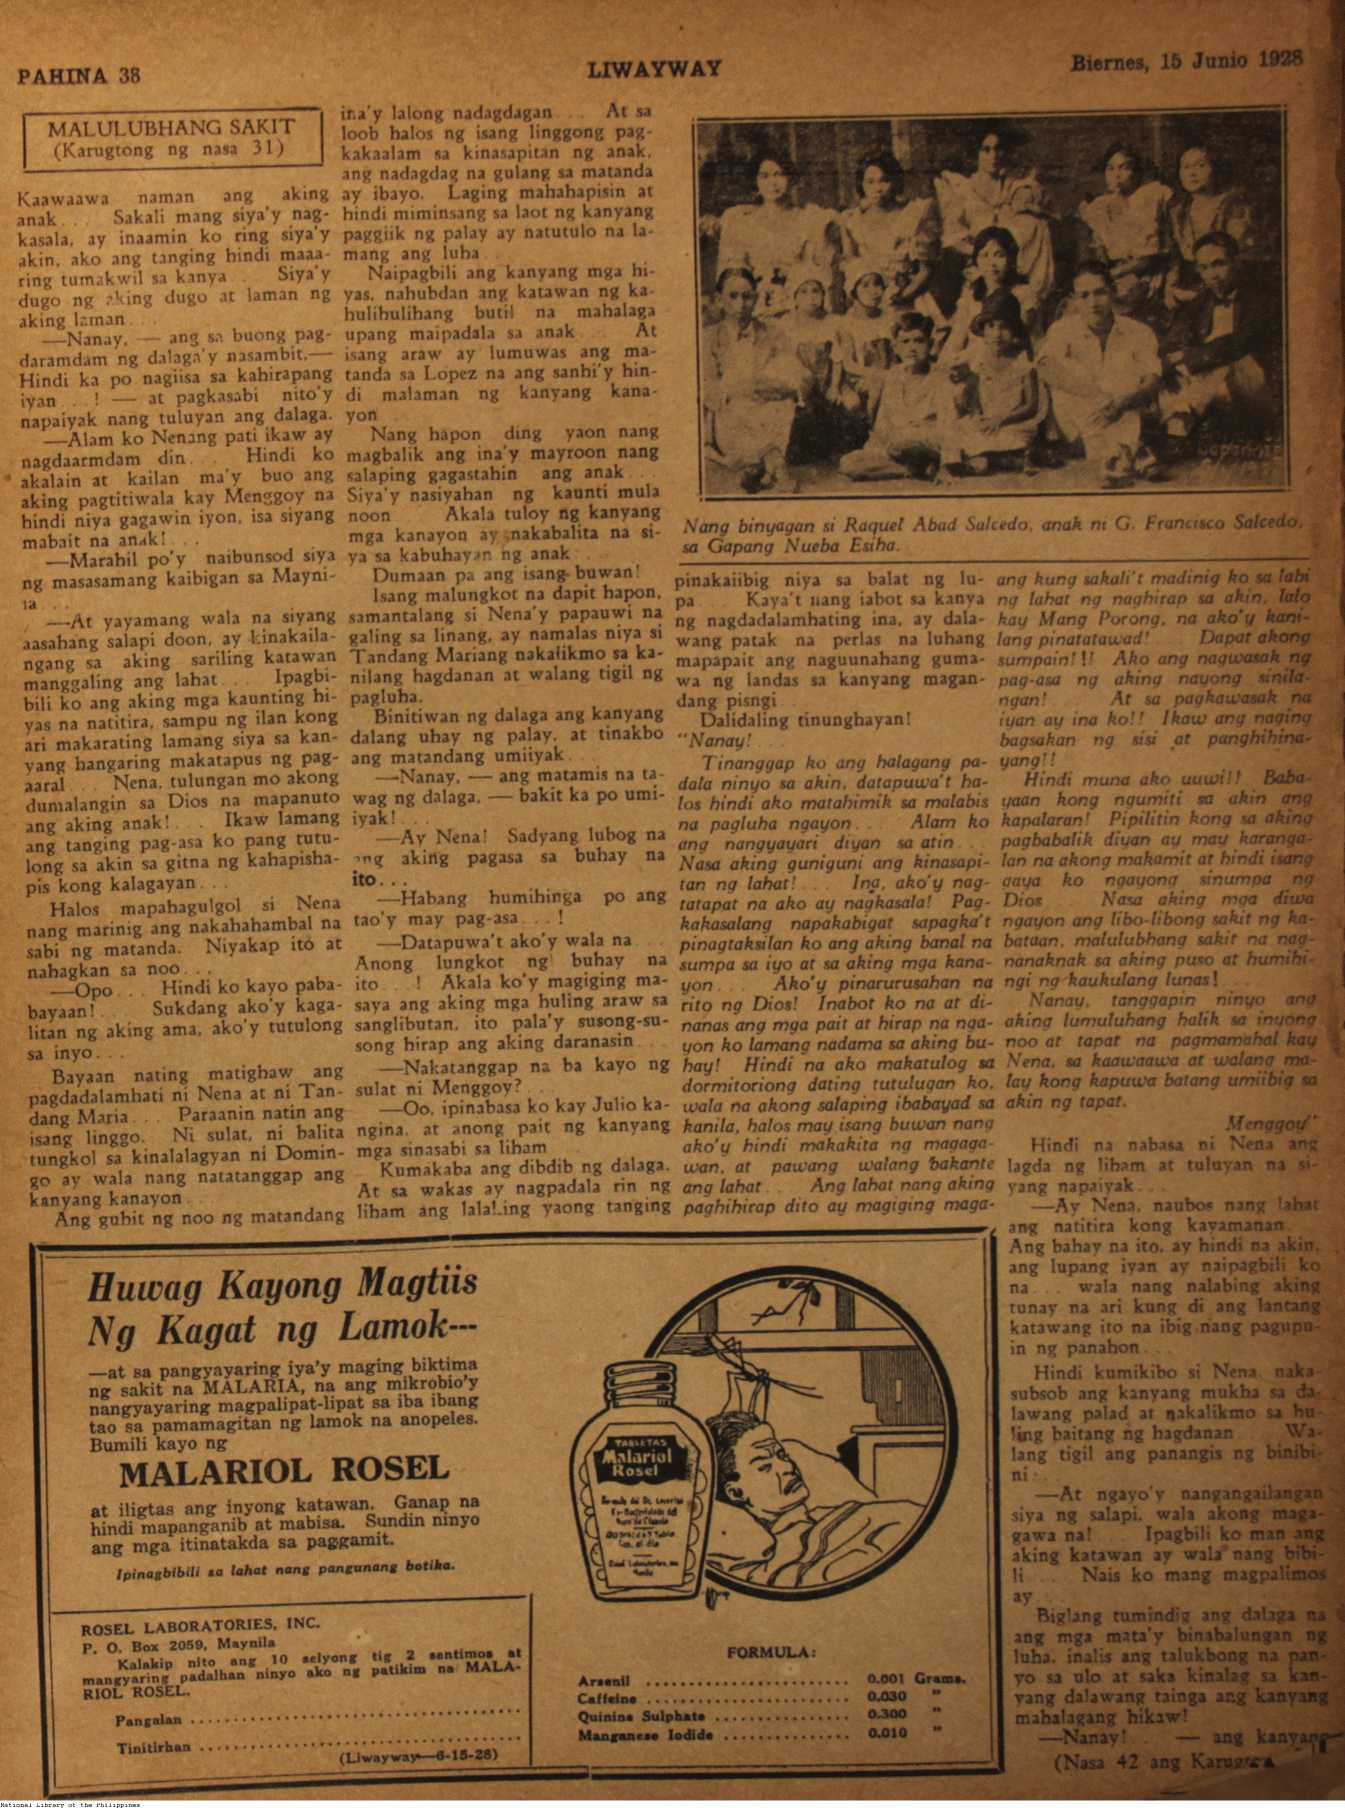 PAHINA 38
LIWAYWAY
Biernes, 15 Junio 1928
MALULUBHANG SAKIT
(Karugtong ng nasa 31)
Kaawaawa naman ang aking
anak... Sakali mang siya'y nag-
kasala, ay inaamin ko ring siya'y
akin, ako ang tanging hindi maaa-
ring tumakwil sa kanya... Siya'y
dugo ng aking dugo at laman ng
aking laman...
—Nanay, — ang sa buong pag-
daramdam ng dalaga'y nasambit,—
Hindi ka po nagiisa sa kahirapang
iyan...! — at pagkasabi nito'y
napaiyak nang tuluyan ang dalaga.
—Alam ko Nenang pati ikaw ay
nagdaarmdam din... Hindi ko
akalain at kailan ma'y buo ang
aking pagtitiwala kay Menggoy na
hindi niya gagawin iyon, isa siyang
mabait na anak!...
—Marahil po'y naibunsod siya
ng masasamang kaibigan sa Mayni-
la...
—At yayamang wala na siyang
aasahang salapi doon, ay kinakaila-
ngang sa aking sariling katawan
manggaling ang lahat... Ipagbi-
bili ko ang aking mga kaunting hi-
yas na natitira, sampu ng ilan kong
ari makarating lamang siya sa kan-
yang hangaring makatapus ng pag-
aaral... Nena, tulungan mo akong
dumalangin sa Dios na mapanuto
ang aking anak!... Ikaw lamang
ang tanging pag-asa ko pang tutu-
long sa akin sa gitna ng kahapisha-
pis kong kalagayan...
Halos mapahagulgol si Nena
nang marinig ang nakahahambal na
sabi ng matanda. Niyakap ito at
nahagkan sa noo...
—Opo... Hindi ko kayo paba-
bayaan!... Sukdang ako'y kaga-
litan ng aking ama, ako'y tutulong
sa inyo...
Bayaan nating matighaw ang
pagdadalamhati ni Nena at ni Tan-
dang Maria... Paraanin natin ang
isang linggo. Ni sulat, ni balita
tungkol sa kinalalagyan ni Domin-
go ay wala nang natatanggap ang
kanyang kanayon...
Ang guhit ng noo ng matandang
ina'y lalong nadagdagan... At sa
loob halos ng isang linggong pag-
kakaalam sa kinasapitan ng anak,
ang nadagdag na gulang sa matanda
ay ibayo. Laging mahahapisin at
hindi miminsang sa laot ng kanyang
paggiik ng palay ay natutulo na la-
mang ang luha...
Naipagbili ang kanyang mga hi-
yas, nahubdan ang katawan ng ka-
hulihulihang butil na mahalaga
upang maipadala sa anak... At
isang araw ay lumuwas ang ma-
tanda sa Lopez na ang sanhi'y hin-
di malaman ng kanyang kana-
yon...
Nang hapon ding yaon nang
magbalik ang ina'y mayroon nang
salaping gagastahin ang anak...
Siya'y nasiyahan ng kaunti mula
noon... Akala tuloy ng kanyang
mga kanayon ay nakabalita na si-
ya sa kabuhayan ng anak...
Dumaan pa ang isang buwan!
Isang malungkot na dapit hapon,
samantalang si Nena'y papauwi na
galing sa linang, ay namalas niya si
Tandang Mariang nakalikmo sa ka-
nilang hagdanan at walang tigil ng
pagluha.
Binitiwan ng dalaga ang kanyang
dalang uhay ng palay, at tinakbo
ang matandang umiiyak...
—Nanay, — ang matamis na ta-
wag ng dalaga, — bakit ka po umi-
iyak!...
—Ay Nena! Sadyang lubog na
ang aking pagasa sa buhay na
ito...
—Habang humihinga po ang
tao'y may pag-asa...!
—Datapuwa't ako'y wala na...
Anong lungkot ng buhay na
ito...! Akala ko'y magiging ma-
saya ang aking mga huling araw sa
sanglibutan, ito pala'y susong-su-
song hirap ang aking daranasin...
—Nakatanggap na ba kayo ng
sulat ni Menggoy?...
—Oo, ipinabasa ko kay Julio ka-
ngina, at anong pait ng kanyang
mga sinasabi sa liham...
Kumakaba ang dibdib ng dalaga.
At sa wakas ay nagpadala rin ng
liham ang lalaking yaong tanging
Nang binyagan si Raquel Abad Salcedo, anak ni G. Francisco Salcedo,
sa Gapang Nueba Esiha.
pinakaiibig niya sa balat ng lu-
pa... Kaya't nang iabot sa kanya
ng nagdadalamhating ina, ay dala-
wang patak na perlas na luhang
mapapait ang naguunahang guma-
wa ng landas sa kanyang magan-
dang pisngi...
Dalidaling tinunghayan!
"Nanay!...
Tinanggap ko ang halagang pa-
dala ninyo sa akin, datapuwa't ha-
los hindi ako matahimik sa malabis
na pagluha ngayon... Alam ko
ang nangyayari diyan sa atin...
Nasa aking guniguni ang kinasapi-
tan ng lahat!... Ina, ako'y nag-
tatapat na ako ay nagkasala! Pag-
kakasalang napakabigat sapagka't
pinagtaksilan ko ang aking banal na
sumpa sa iyo at sa aking mga kana-
yon... Ako'y pinarurusahan na
rito ng Dios! Inabot ko na at di-
nanas ang mga pait at hirap na nga-
yon ko lamang nadama sa aking bu-
hay! Hindi na ako makatulog sa
dormitoriong dating tutulugan ko,
wala na akong salaping ibabayad sa
kanila, halos may isang buwan nang
ako'y hindi makakita ng magaga-
wan, at pawang walang bakante
ang lahat... Ang lahat nang aking
paghihirap dito ay magiging maga-
ang kung sakali't madinig ko sa labi
ng lahat ng naghirap sa akin, lalo
kay Mang Porong, na ako'y kani-
lang pinatatawad!... Dapat akong
sumpain!!! Ako ang nagwasak ng
pag-asa ng aking nayong sinila-
ngan!... At sa pagkawasak na
iyan ay ina ko!! Ikaw ang naging
bagsakan ng sisi at panghihina-
yang!!
Hindi muna ako uuwi!! Baba-
yaan kong ngumiti sa akin ang
kapalaran! Pipilitin kong sa aking
pagbabalik diyan ay may karanga-
lan na akong makamit at hindi isang
gaya ko ngayong sinumpa ng
Dios... Nasa aking mga diwa
ngayon ang libo-libong sakit ng ka-
bataan, malulubhang sakit na nag-
nanaknak sa aking puso at humihi-
ngi ng kaukulang lunas!...
Nanay, tanggapin ninyo ang
aking lumuluhang halik sa inyong
noo at tapat na pagmamahal kay
Nena, sa kaawaawa at walang ma-
lay kong kapuwa batang umiibig sa
akin ng tapat.
Menggoy"
Hindi na nabasa ni Nena ang
lagda ng liham at tuluyan na si-
yang napaiyak...
—Ay Nena, naubos nang lahat
ang natitira kong kayamanan.
Ang bahay na ito, ay hindi na akin,
ang lupang iyan ay naipagbili ko
na... wala nang nalabing aking
tunay na ari kung di ang lantang
katawang ito na ibig nang pagupu-
in ng panahon...
Hindi kumikibo si Nena, naka-
subsob ang kanyang mukha sa da-
lawang palad at nakalikmo sa hu-
ling baitang ng hagdanan... Wa-
lang tigil ang panangis ng binibi-
ni...
—At ngayo'y nangangailangan
siya ng salapi, wala akong maga-
gawa na!... Ipagbili ko man ang
aking katawan ay wala nang bibi-
li... Nais ko mang magpalimos
ay...
Biglang tumindig ang dalaga na
ang mga mata'y binabalungan ng
luha, inalis ang talukbong na pan-
yo sa ulo at saka kinalag sa kan-
yang dalawang tainga ang kanyang
mahalagang hikaw!
—Nanay!... — ang kanyang
(Nasa 42 ang Karugtong
Huwag Kayong Magtiis
Ng Kagat ng Lamok---
—at sa pangyayaring iya'y maging biktima
ng sakit na MALARIA, na ang mikrobio'y
nangyayaring magpalipat-lipat sa iba ibang
tao sa pamamagitan ng lamok na anopeles.
Bumili kayo ng
MALARIOL ROSEL
at iligtas ang inyong katawan. Ganap na
hindi mapanganib at mabisa. Sundin ninyo
ang mga itinatakda sa paggamit.
Ipinagbibili sa lahat nang pangunang botika.
TABLETAS
Malariol
Rosel
ROSEL LABORATORIES, INC.
P. O. Box 2059, Maynila
Kalakip nito ang 10 selyong tig 2 sentimos at
mangyaring padalhan ninyo ako ng patikim na MALA-
RIOL ROSEL.
Pangalan ........................................
Tinitirhan ........................................
(Liwayway—6-15-28)
FORMULA:
Arsenil ........................ 0.001 Grams.
Caffeine ........................ 0.030 "
Quinine Sulphate ................ 0.300 "
Manganese Iodide ............... 0.010 "
National Library of the Philippines